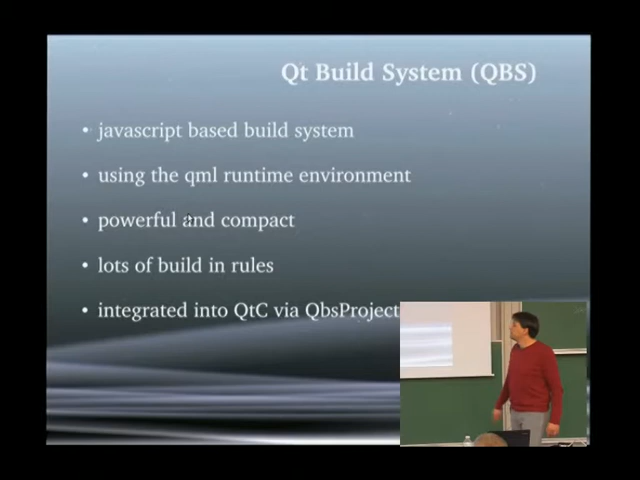 Qt Build System (QBS)
• javascript based build system
• using the qml runtime environment
• powerful and compact
• lots of build in rules
• integrated into QtC via QbsProject